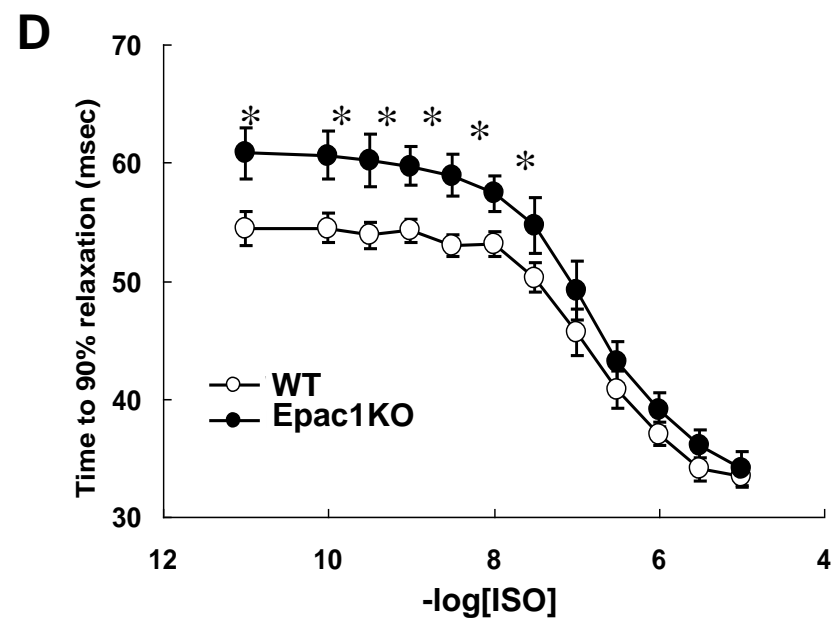 D
70
60
50
40
30
Time to 90% relaxation (msec)
* * * * * *
WT
Epac1KO
12 10 8 6 4
-log[ISO]